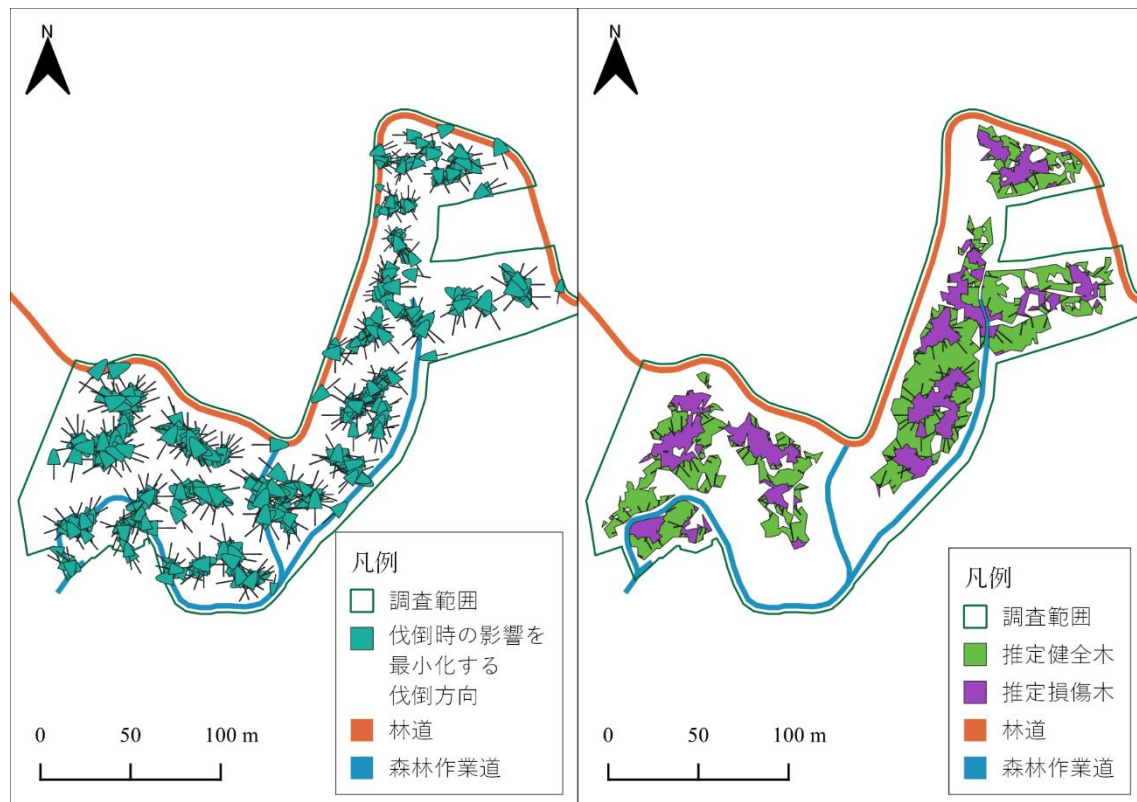 N
凡例
調査範囲
伐倒時の影響を
最小化する
伐倒方向
林道
森林作業道
0 50 100 m
N
凡例
調査範囲
推定健全木
推定損傷木
林道
森林作業道
0 50 100 m